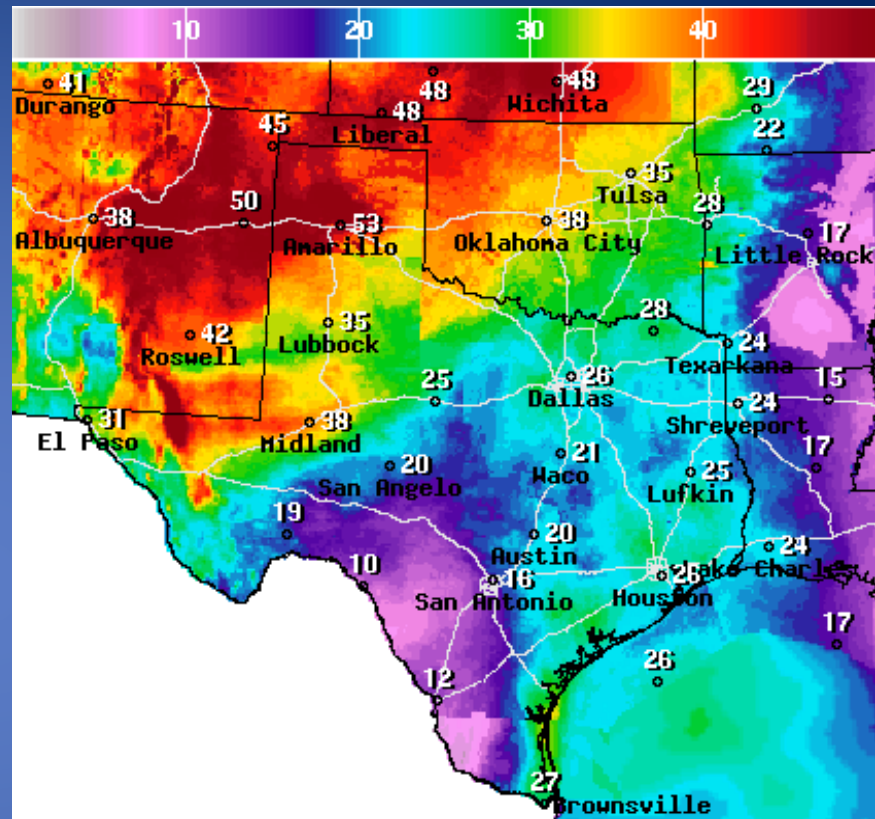 10 20 30 40
41 48 48 29
Durango Wichita
48
Liberal
45 22
35
Tulsa
38 50 53 38 28 17
Albuquerque Amarillo Oklahoma City Little Rock
42 35 28
Roswell Lubbock Texarkana
24
25 26 15
Dallas
24
Shreveport
31 38
El Paso Midland
20 21 25 17
San Angelo Waco Lufkin
19 20 24
Austin
Lake Charles
10 16 26
San Antonio Houston
17
12 26
27
Brownsville